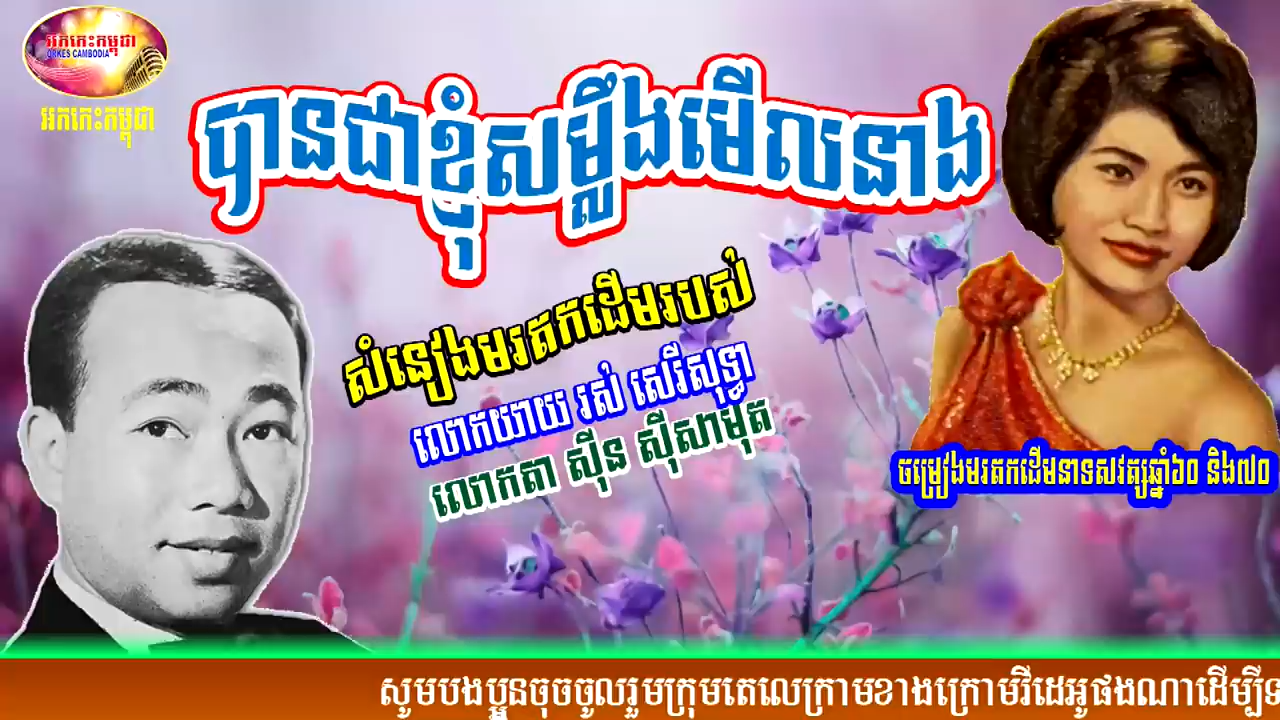 អកកេះកម្ពុជា
ORKES CAMBODIA
អកកេះកម្ពុជា
បានជាខ្ញុំសម្លឹងមើលនាង
សំនៀងមរតកដើមរបស់
លោកយាយ រស់ សេរីសុទ្ធា
លោកតា ស៊ីន ស៊ីសាមុត
ចម្រៀងមរតកដើមនាទសវត្សឆ្នាំ៦០ និង៧០
សូមបងប្អូនចុចចូលរួមក្រុមតេលេក្រាមខាងក្រោមវីដេអូផងណាដើម្បីទ